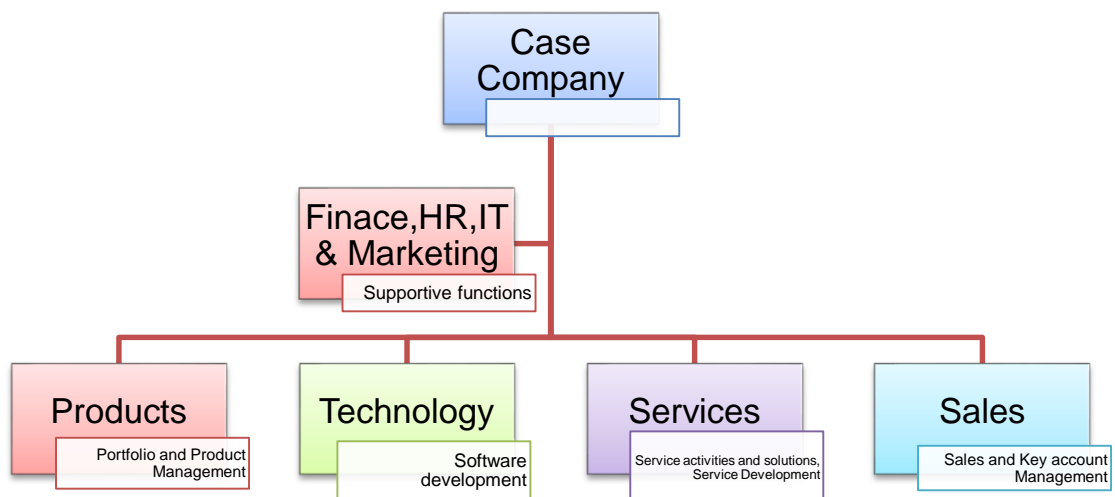 Case
Company
Finace,HR,IT
& Marketing
Supportive functions
Products
Portfolio and Product
Management
Technology
Software
development
Services
Service activities and solutions,
Service Development
Sales
Sales and Key account
Management